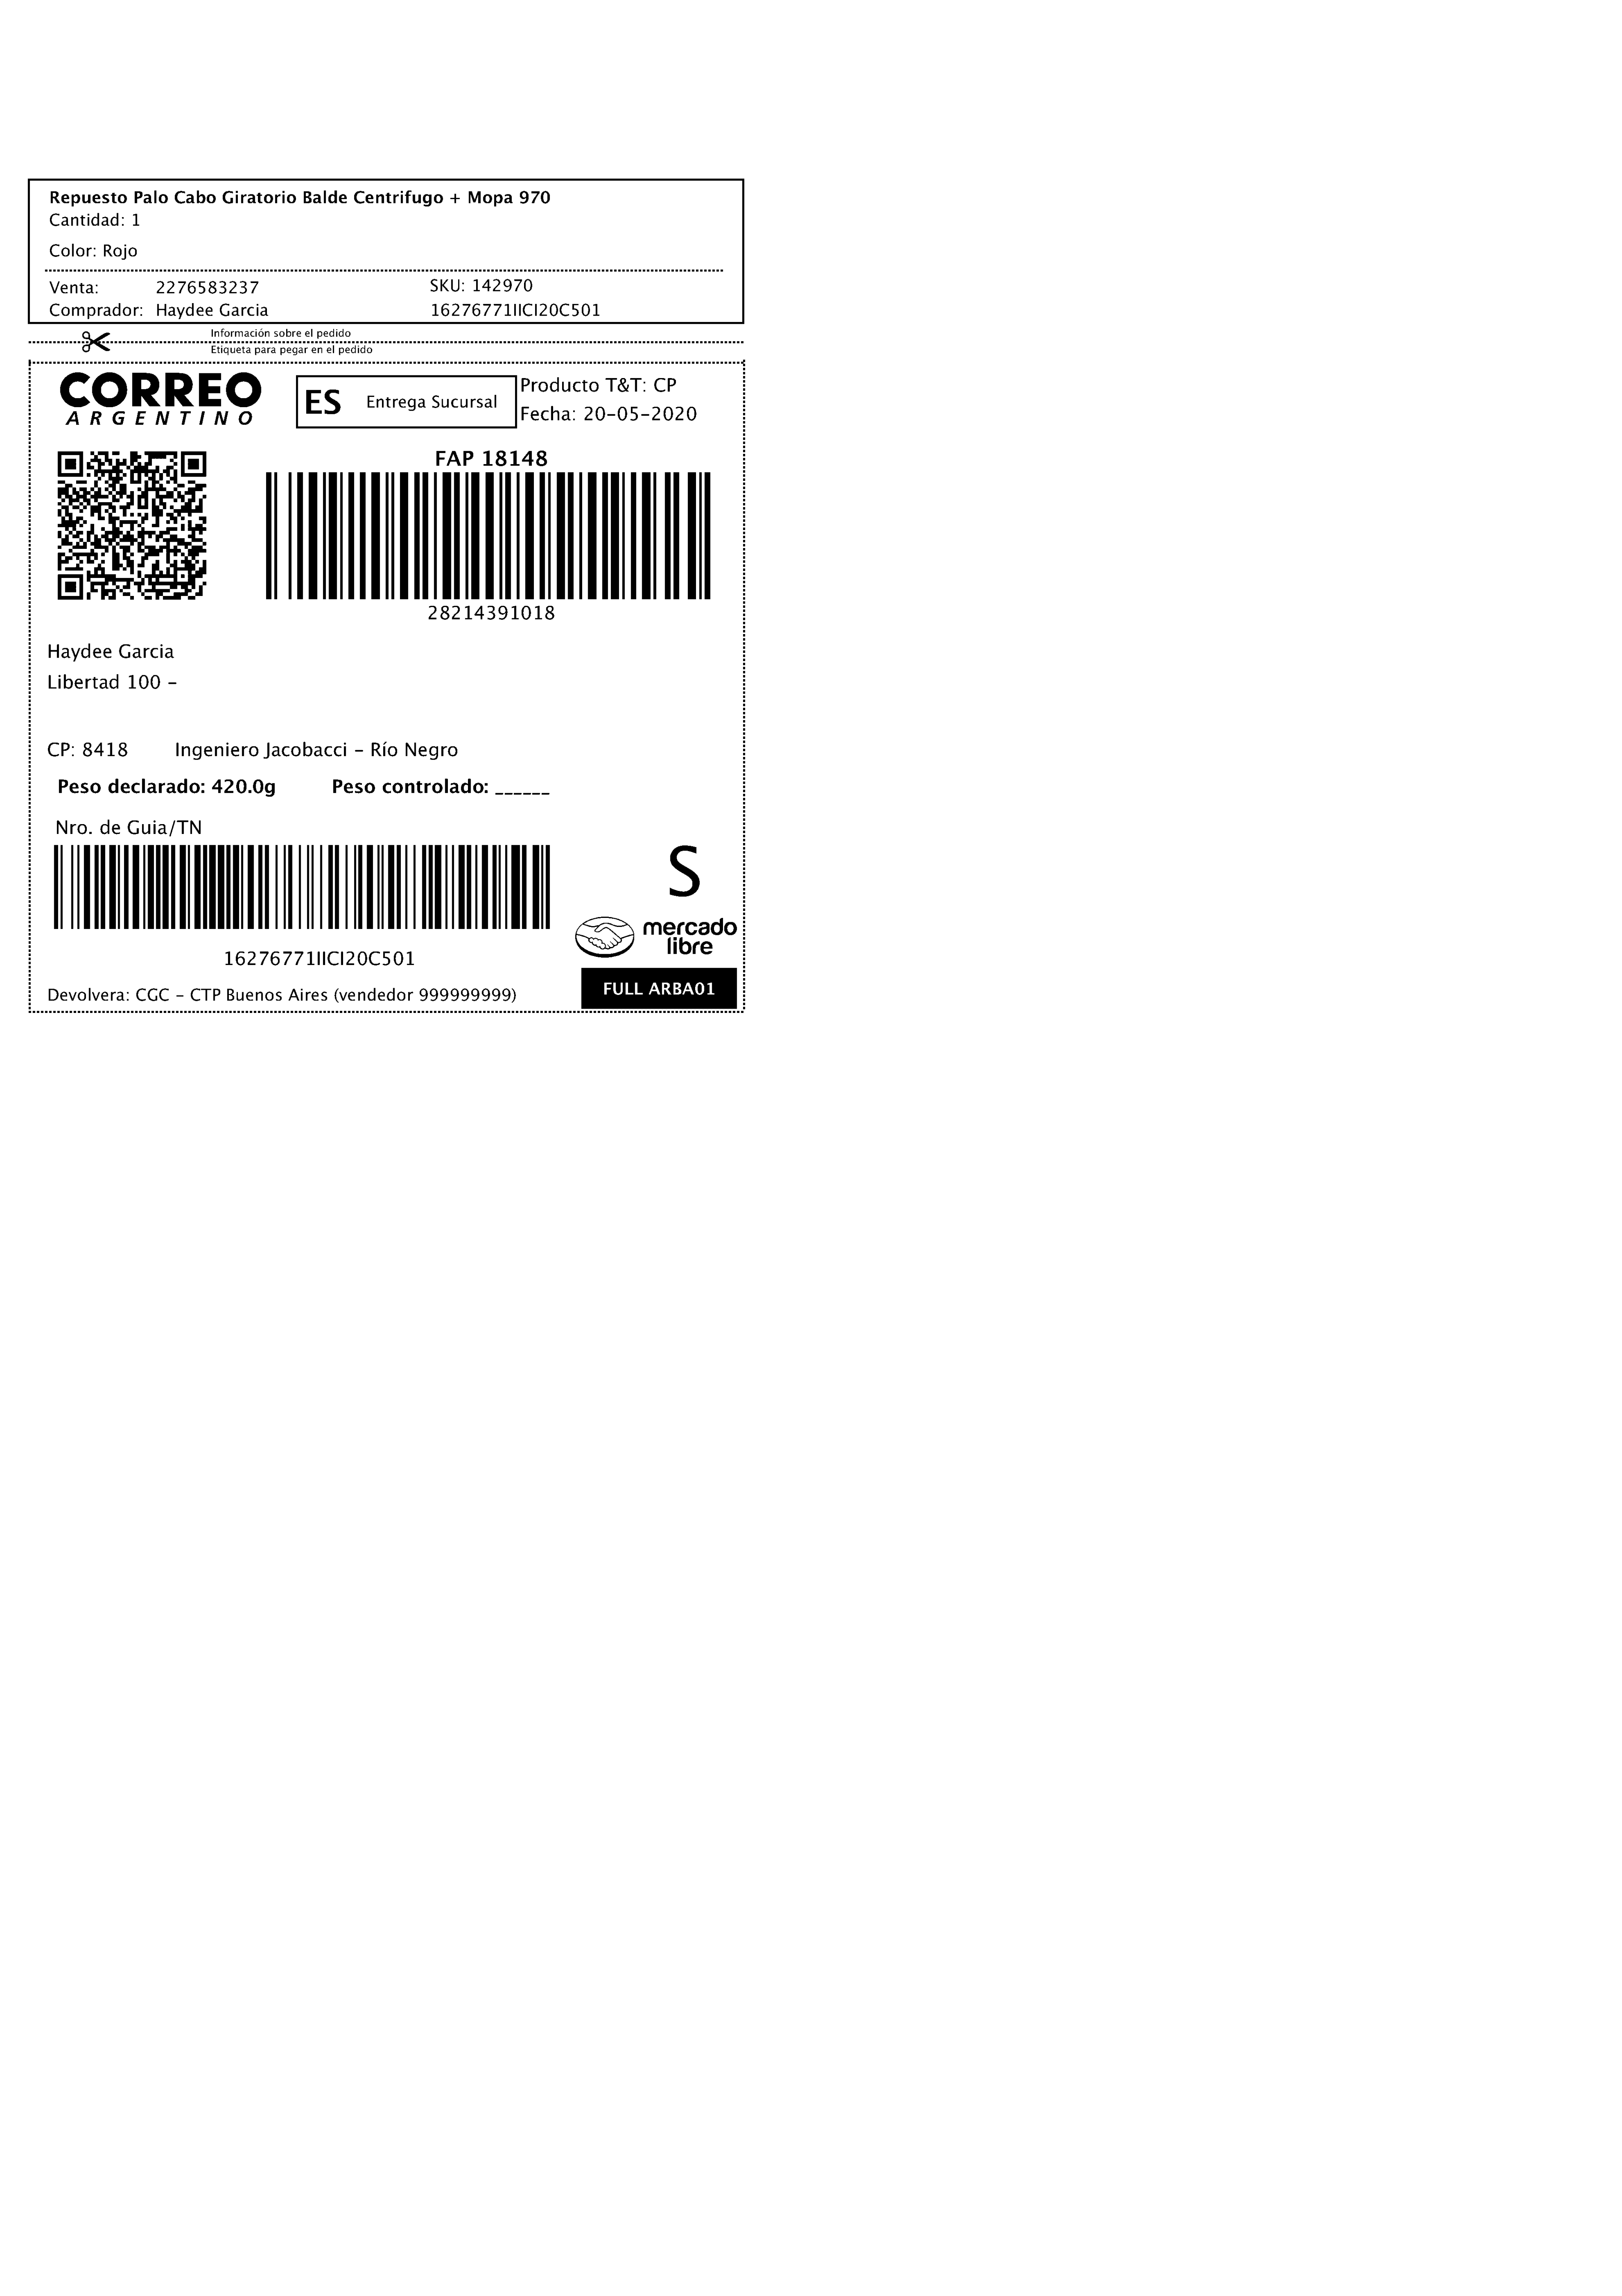 Repuesto Palo Cabo Giratorio Balde Centrifugo + Mopa 970
Cantidad: 1
Color: Rojo
Venta: 2276583237 SKU: 142970
Comprador: Haydee Garcia 16276771IICI20C501
Información sobre el pedido
Etiqueta para pegar en el pedido
CORREO
ARGENTINO
ES Entrega Sucursal
Producto T&T: CP
Fecha: 20-05-2020
FAP 18148
28214391018
Haydee Garcia
Libertad 100 -
CP: 8418 Ingeniero Jacobacci - Río Negro
Peso declarado: 420.0g Peso controlado: ______
Nro. de Guia/TN
S
mercado
libre
16276771IICI20C501
Devolvera: CGC - CTP Buenos Aires (vendedor 999999999)
FULL ARBA01